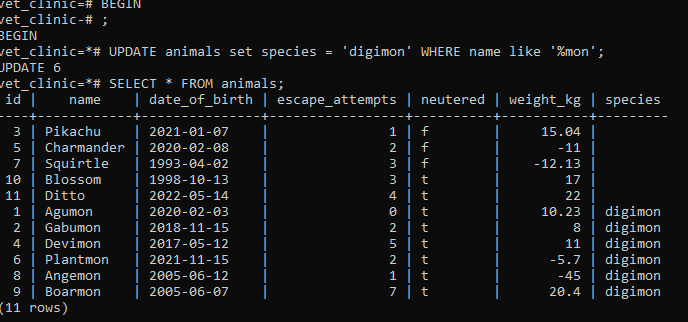 vet_clinic=# BEGIN
vet_clinic-# ;
BEGIN
vet_clinic=*# UPDATE animals set species = 'digimon' WHERE name like '%mon';
UPDATE 6
vet_clinic=*# SELECT * FROM animals;
 id |    name    | date_of_birth | escape_attempts | neutered | weight_kg | species
----+------------+---------------+-----------------+----------+-----------+---------
  3 | Pikachu    | 2021-01-07    |               1 | f        |     15.04 |
  5 | Charmander | 2020-02-08    |               2 | f        |       -11 |
  7 | Squirtle   | 1993-04-02    |               3 | f        |    -12.13 |
 10 | Blossom    | 1998-10-13    |               3 | t        |        17 |
 11 | Ditto      | 2022-05-14    |               4 | t        |        22 |
  1 | Agumon     | 2020-02-03    |               0 | t        |     10.23 | digimon
  2 | Gabumon    | 2018-11-15    |               2 | t        |         8 | digimon
  4 | Devimon    | 2017-05-12    |               5 | t        |        11 | digimon
  6 | Plantmon   | 2021-11-15    |               2 | t        |      -5.7 | digimon
  8 | Angemon    | 2005-06-12    |               1 | t        |       -45 | digimon
  9 | Boarmon    | 2005-06-07    |               7 | t        |      20.4 | digimon
(11 rows)